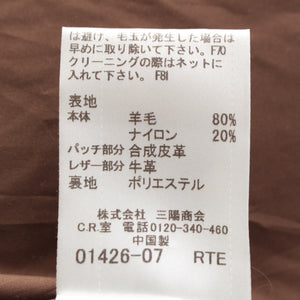 は避け、毛玉が発生した場合は
早めに取り除いて下さい。F70
クリーニングの際はネットに
入れて下さい。F81
表地
本体 羊毛 80%
ナイロン 20%
パッチ部分 合成皮革
レザー部分 牛革
裏地 ポリエステル
株式会社 三陽商会
C.R.室 電話0120-340-460
中国製
01426-07 RTE